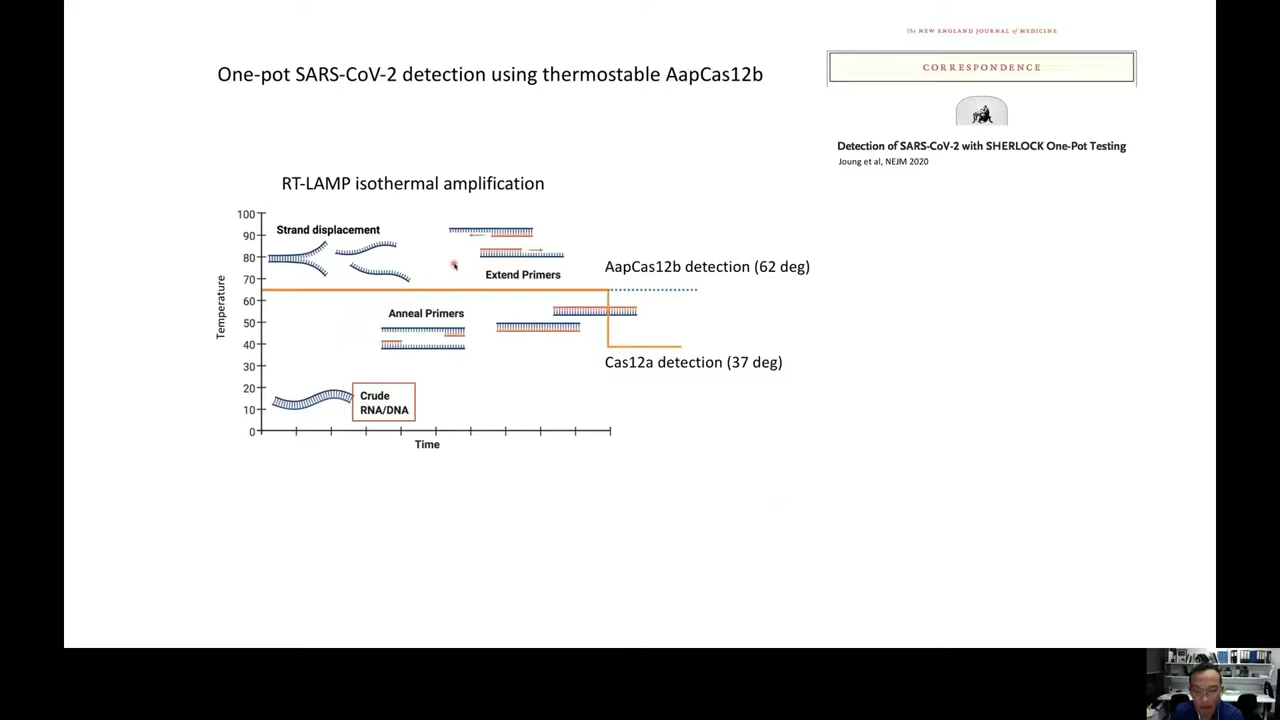 The NEW ENGLAND JOURNAL of MEDICINE
CORRESPONDENCE
One-pot SARS-CoV-2 detection using thermostable AapCas12b
Detection of SARS-CoV-2 with SHERLOCK One-Pot Testing
Joung et al, NEJM 2020
RT-LAMP isothermal amplification
100
90
80
70
60
50
40
30
20
10
0
Temperature
Strand displacement
Extend Primers
AapCas12b detection (62 deg)
Anneal Primers
Cas12a detection (37 deg)
Crude
RNA/DNA
Time